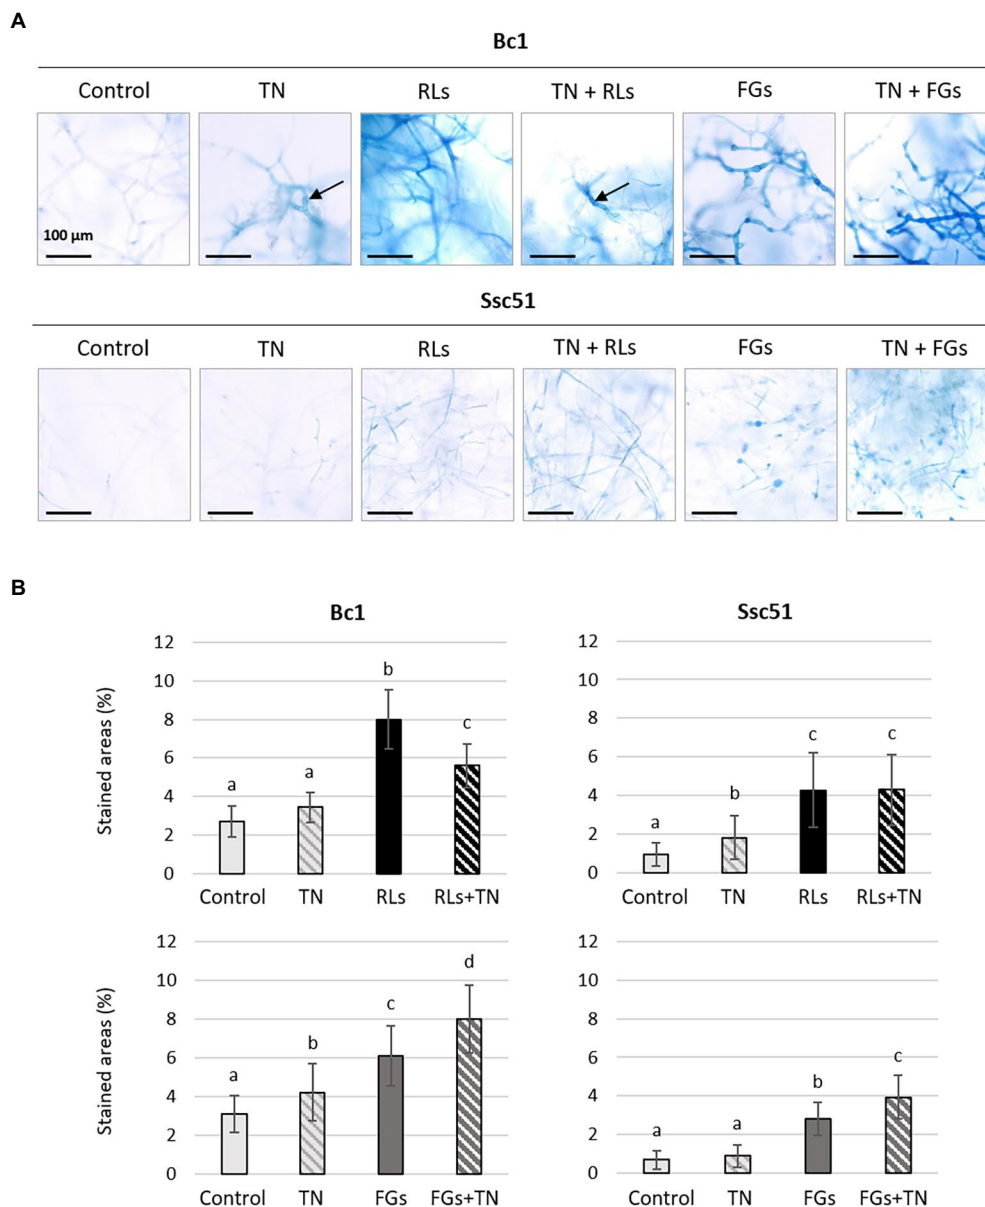 A
Bc1
Control TN RLs TN + RLs FGs TN + FGs
100 µm
Ssc51
Control TN RLs TN + RLs FGs TN + FGs
B
Bc1
Stained areas (%)
12
10
8
6
4
2
0
a
a
b
c
Control TN RLs RLs+TN
Ssc51
12
10
8
6
4
2
0
a
b
c
c
Control TN RLs RLs+TN
Stained areas (%)
12
10
8
6
4
2
0
a
b
c
d
Control TN FGs FGs+TN
12
10
8
6
4
2
0
a
a
b
c
Control TN FGs FGs+TN